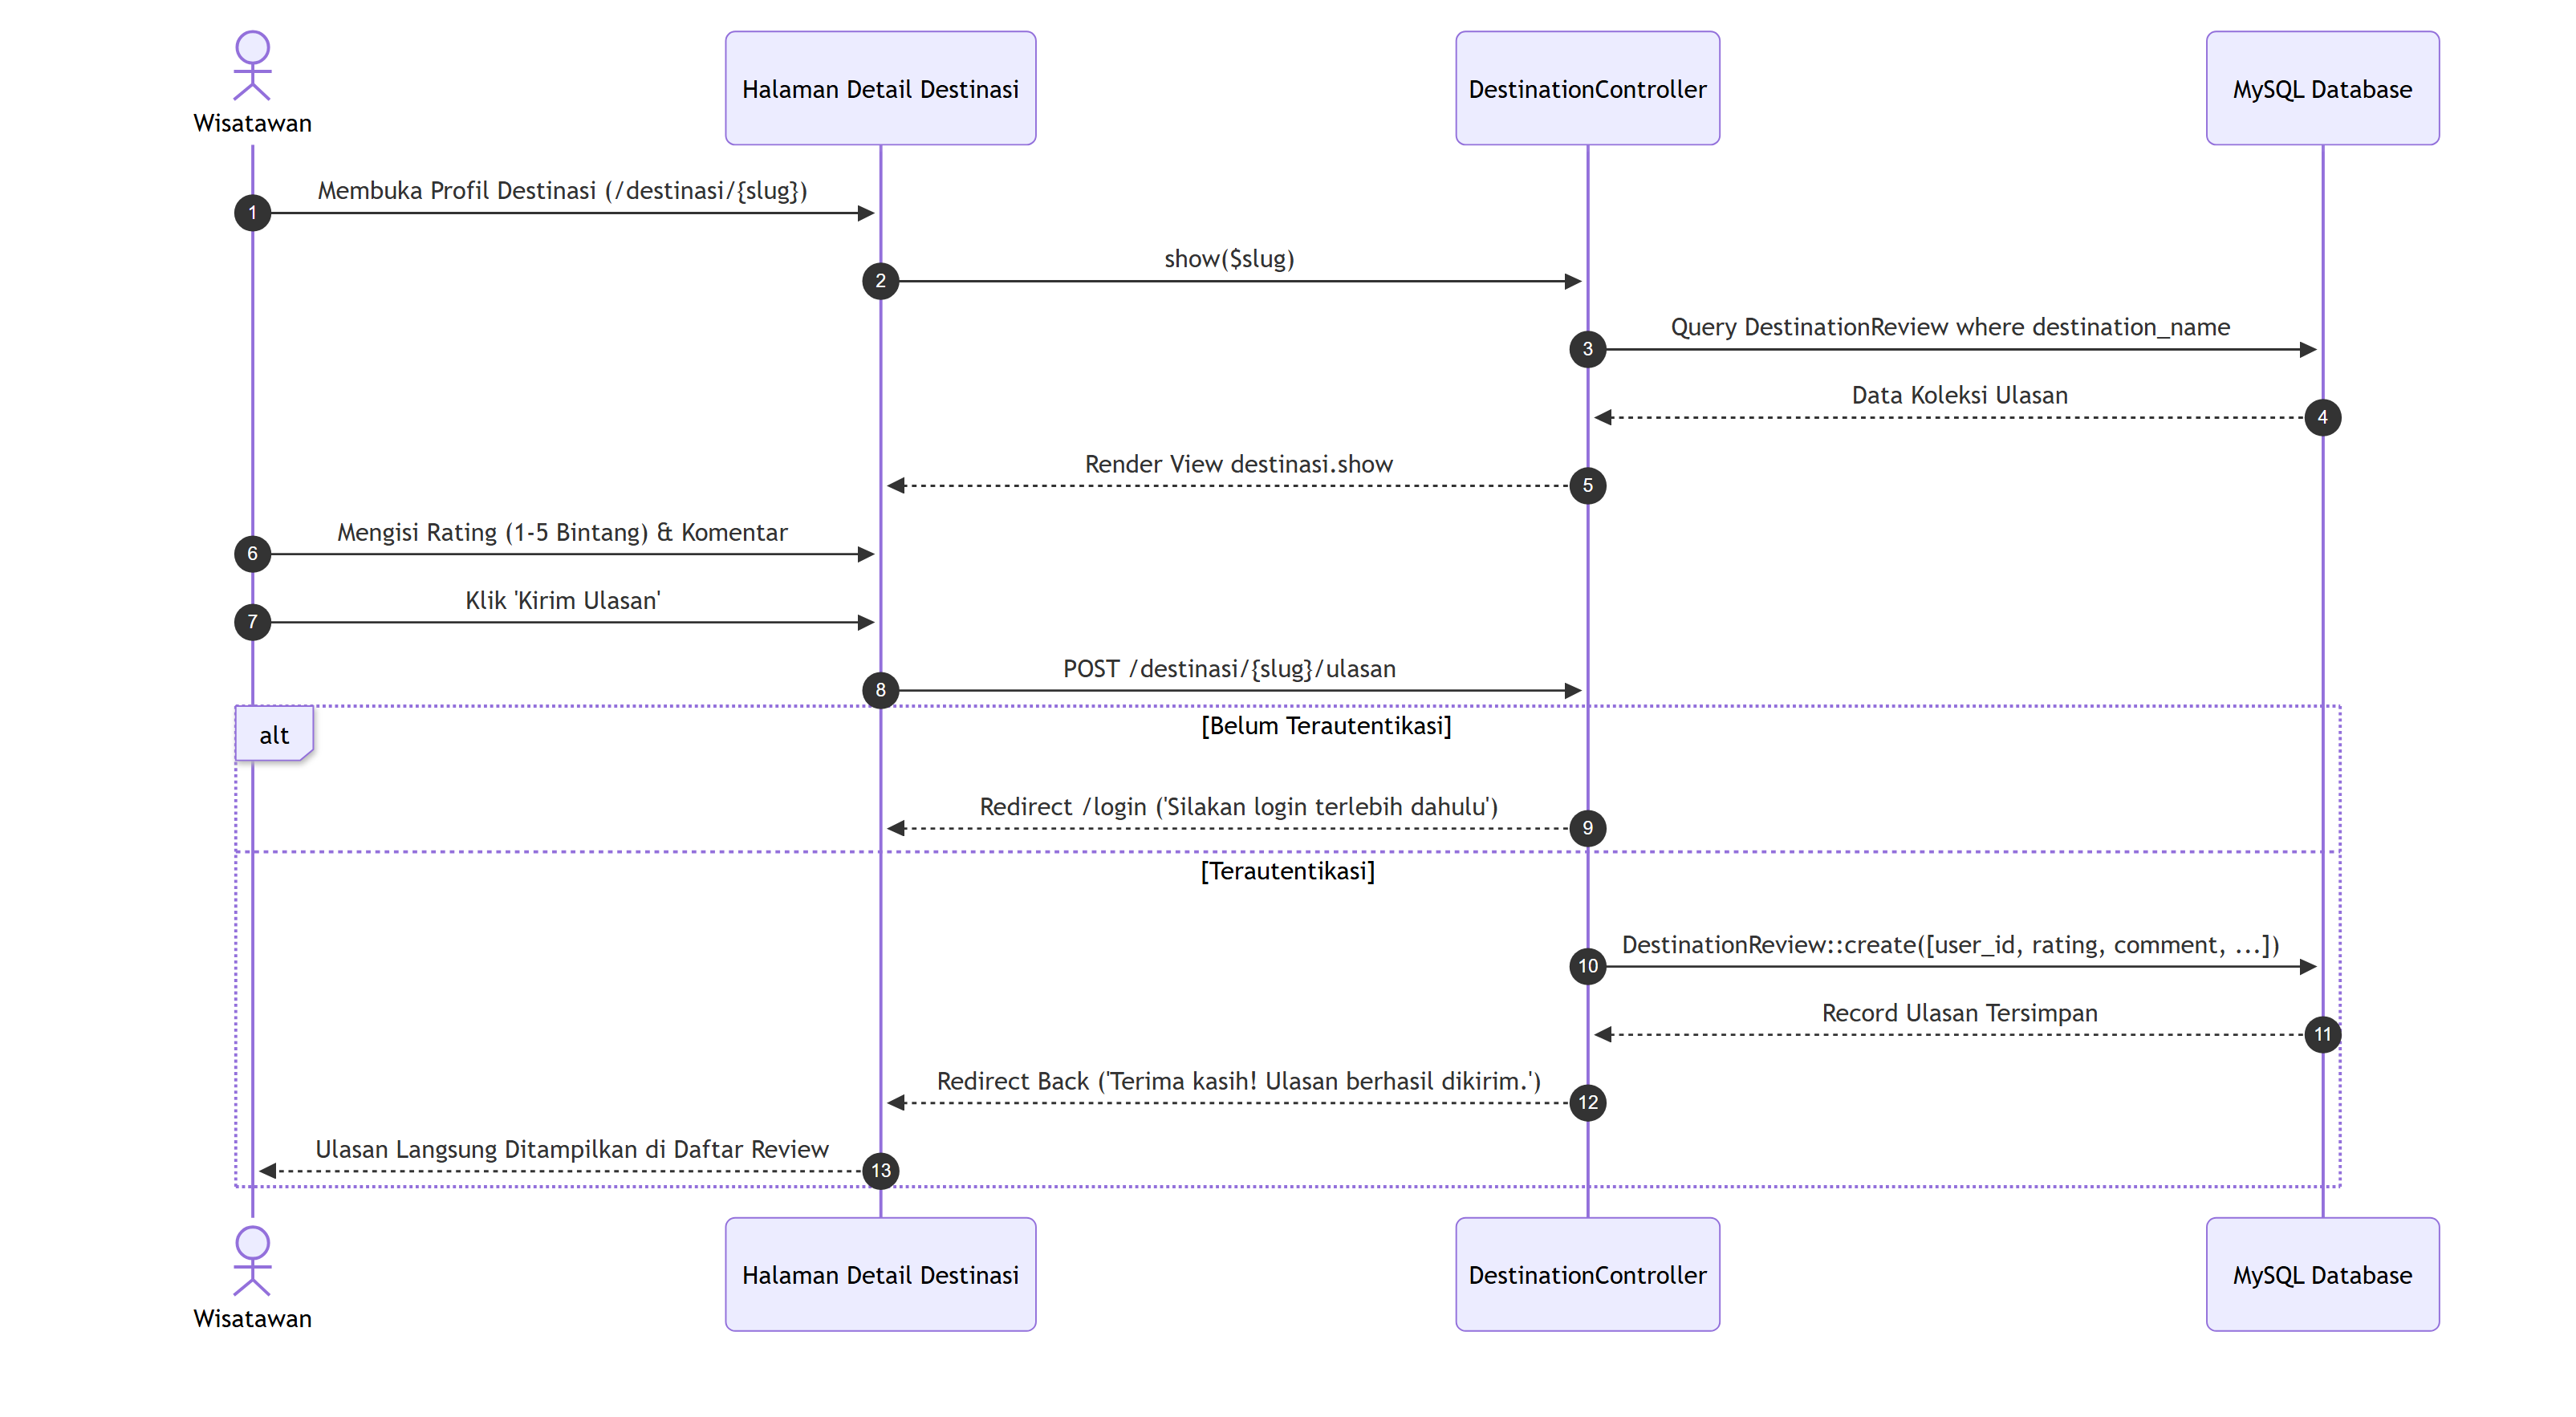 Wisatawan
Halaman Detail Destinasi
DestinationController
MySQL Database
1
Membuka Profil Destinasi (/destinasi/{slug})
2
show($slug)
3
Query DestinationReview where destination_name
Data Koleksi Ulasan
4
Render View destinasi.show
5
6
Mengisi Rating (1-5 Bintang) & Komentar
7
Klik 'Kirim Ulasan'
8
POST /destinasi/{slug}/ulasan
alt
[Belum Terautentikasi]
Redirect /login ('Silakan login terlebih dahulu')
9
[Terautentikasi]
10
DestinationReview::create([user_id, rating, comment, ...])
Record Ulasan Tersimpan
11
Redirect Back ('Terima kasih! Ulasan berhasil dikirim.')
12
Ulasan Langsung Ditampilkan di Daftar Review
13
Wisatawan
Halaman Detail Destinasi
DestinationController
MySQL Database